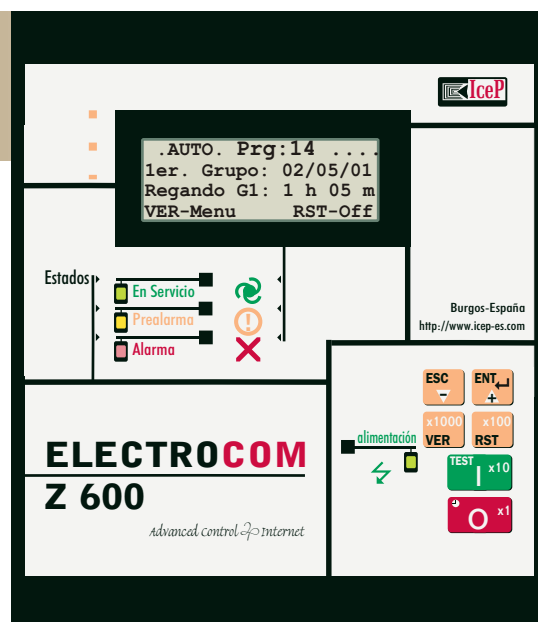 IceP
.AUTO. Prg:14 ....
1er. Grupo: 02/05/01
Regando G1: 1 h 05 m
VER-Menu RST-Off
Estados
En Servicio
Prealarma
Alarma
Burgos-España
http://www.icep-es.com
ESC
-
ENT
+
x1000
VER
x100
RST
alimentación
TEST
I x10
O x1
ELECTROCOM
Z 600
Advanced Control Internet